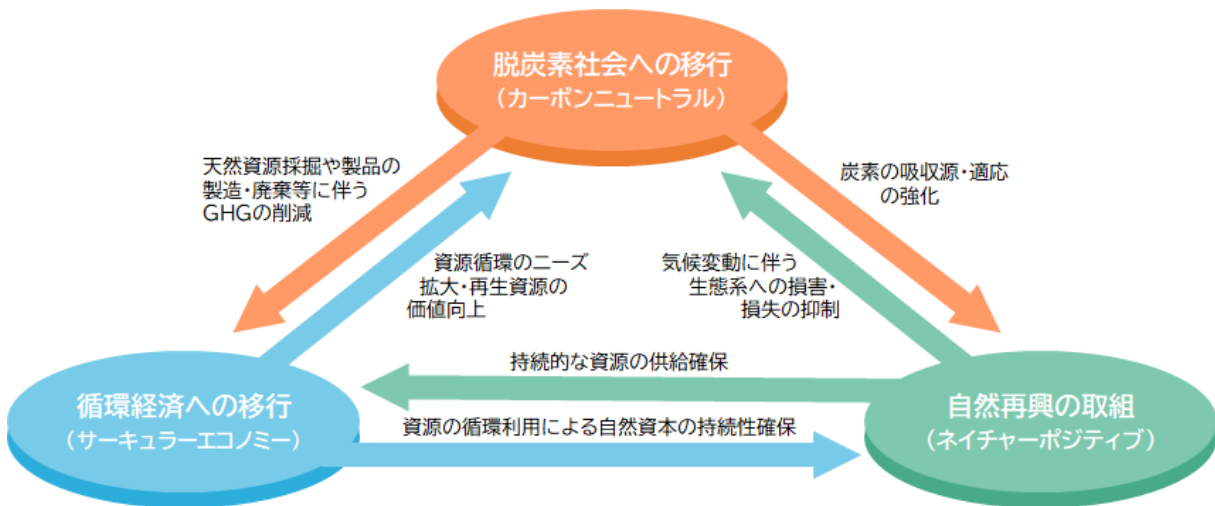 脱炭素社会への移行
（カーボンニュートラル）
天然資源採掘や製品の
製造・廃棄等に伴う
GHGの削減
炭素の吸収源・適応
の強化
資源循環のニーズ
拡大・再生資源の
価値向上
気候変動に伴う
生態系への損害・
損失の抑制
持続的な資源の供給確保
循環経済への移行
（サーキュラーエコノミー）
資源の循環利用による自然資本の持続性確保
自然再興の取組
（ネイチャーポジティブ）